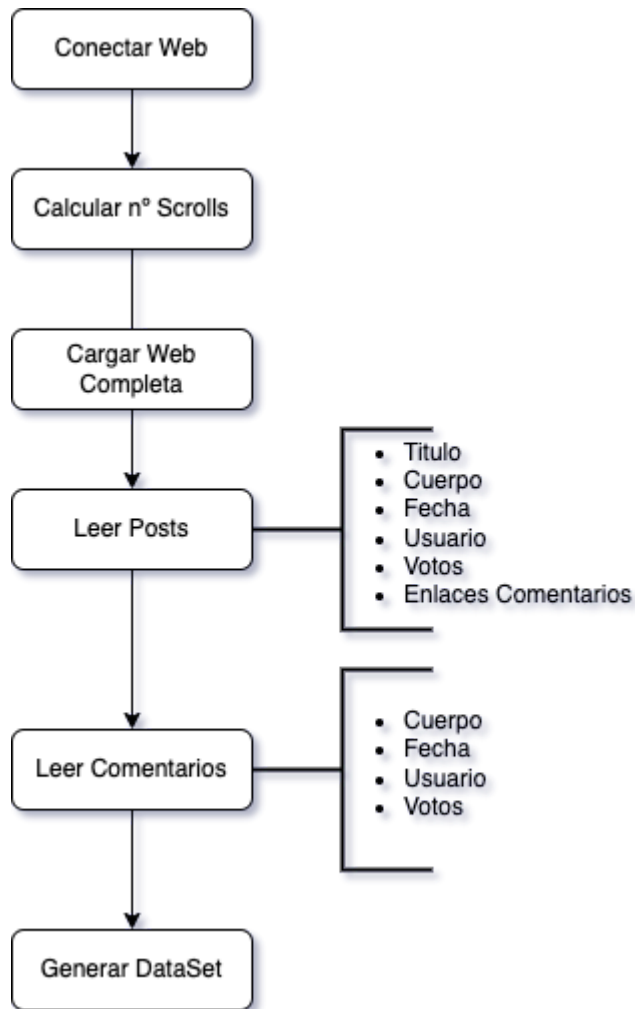 Conectar Web
Calcular nº Scrolls
Cargar Web
Completa
Leer Posts
• Titulo
• Cuerpo
• Fecha
• Usuario
• Votos
• Enlaces Comentarios
Leer Comentarios
• Cuerpo
• Fecha
• Usuario
• Votos
Generar DataSet